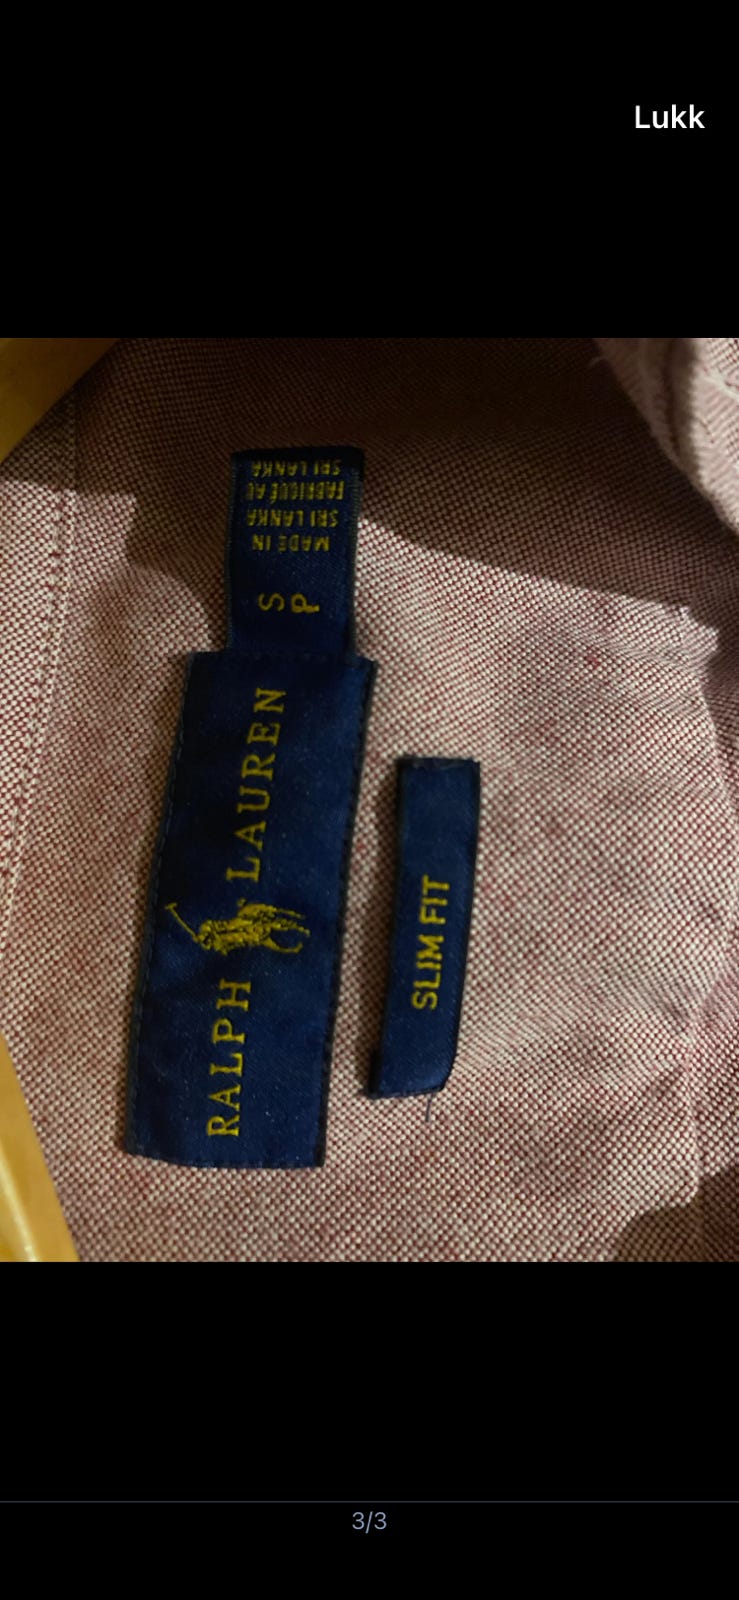 Lukk
MADE IN
SRI LANKA
FABRIQUÉ AU
SRI LANKA
S
P
RALPH LAUREN
SLIM FIT
3/3